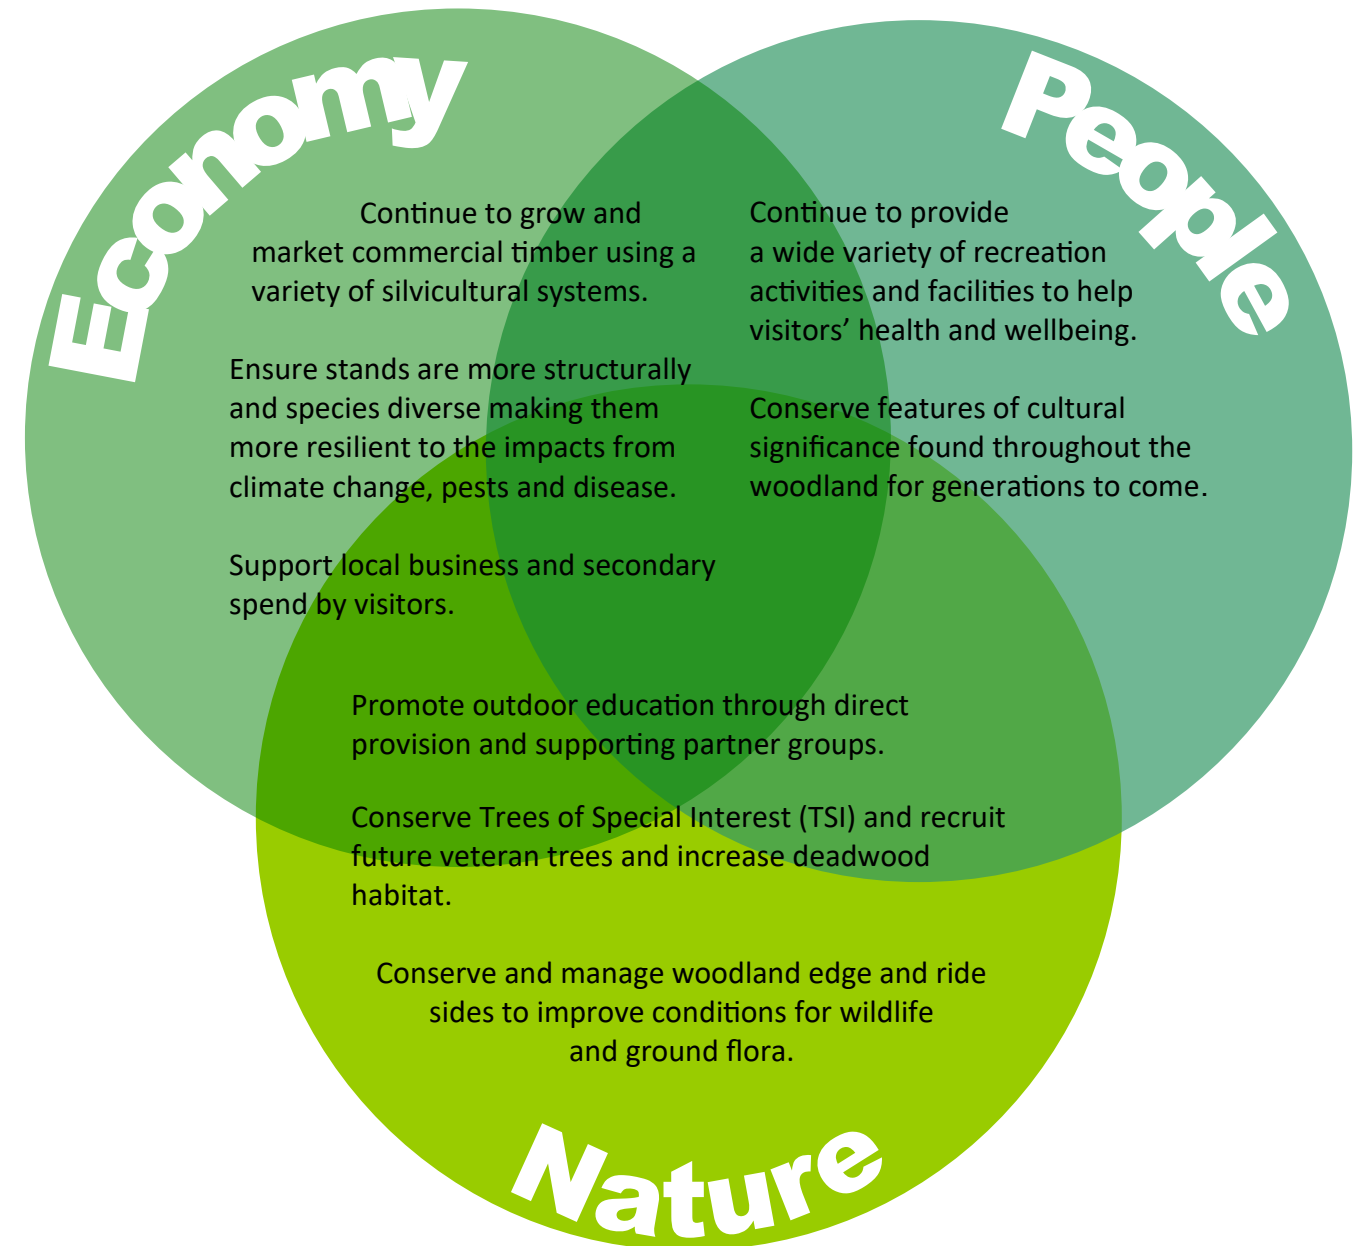 Economy
People
Continue to grow and
market commercial timber using a
variety of silvicultural systems.
Ensure stands are more structurally
and species diverse making them
more resilient to the impacts from
climate change, pests and disease.
Support local business and secondary
spend by visitors.
Continue to provide
a wide variety of recreation
activities and facilities to help
visitors’ health and wellbeing.
Conserve features of cultural
significance found throughout the
woodland for generations to come.
Promote outdoor education through direct
provision and supporting partner groups.
Conserve Trees of Special Interest (TSI) and recruit
future veteran trees and increase deadwood
habitat.
Conserve and manage woodland edge and ride
sides to improve conditions for wildlife
and ground flora.
Nature